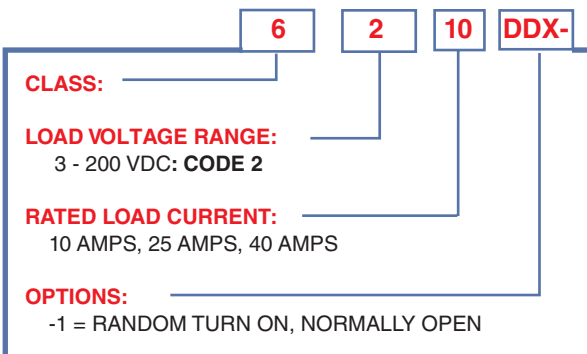 6 2 10 DDX-
CLASS:
LOAD VOLTAGE RANGE:
3 - 200 VDC: CODE 2
RATED LOAD CURRENT:
10 AMPS, 25 AMPS, 40 AMPS
OPTIONS:
-1 = RANDOM TURN ON, NORMALLY OPEN